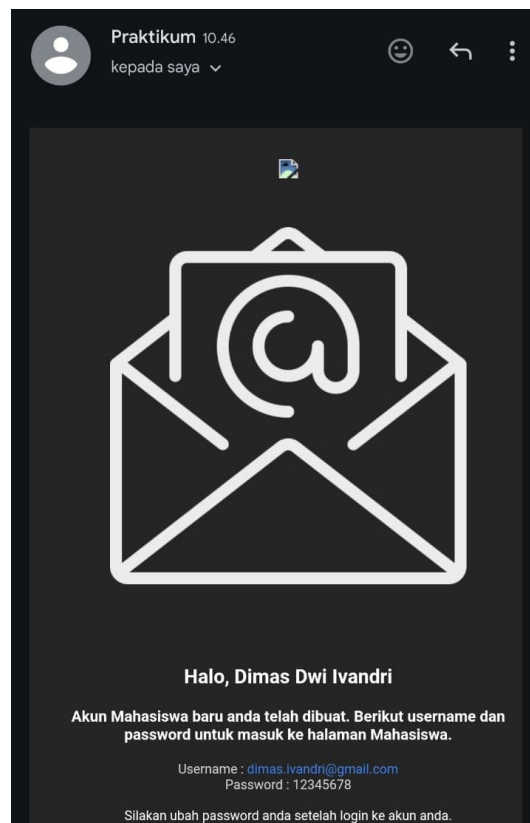 Praktikum 10.46
kepada saya
Halo, Dimas Dwi Ivandri
Akun Mahasiswa baru anda telah dibuat. Berikut username dan
password untuk masuk ke halaman Mahasiswa.
Username : dimas.ivandri@gmail.com
Password : 12345678
Silakan ubah password anda setelah login ke akun anda.